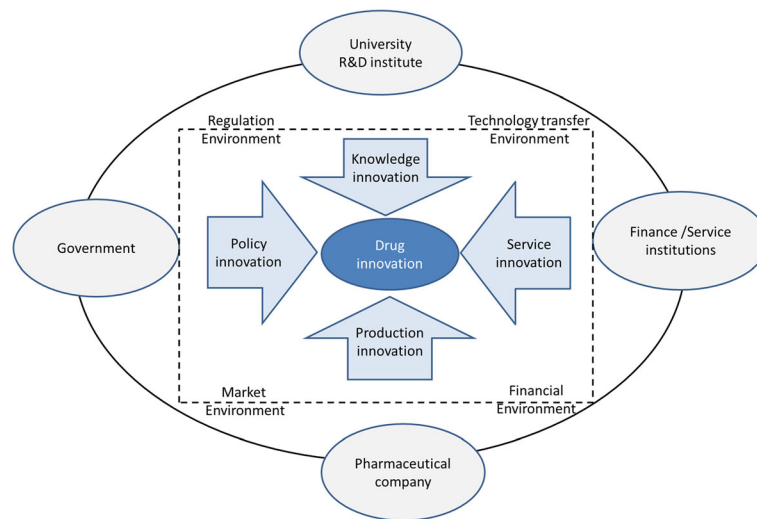 University
R&D institute
Regulation
Environment
Technology transfer
Environment
Knowledge
innovation
Government
Policy
innovation
Drug
innovation
Service
innovation
Finance /Service
institutions
Production
innovation
Market
Environment
Financial
Environment
Pharmaceutical
company